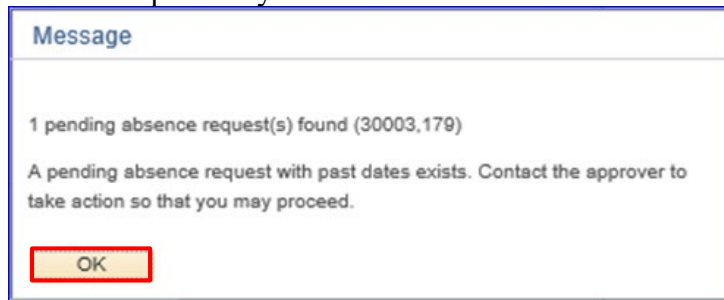 Message
1 pending absence request(s) found (30003,179)
A pending absence request with past dates exists. Contact the approver to
take action so that you may proceed.
OK